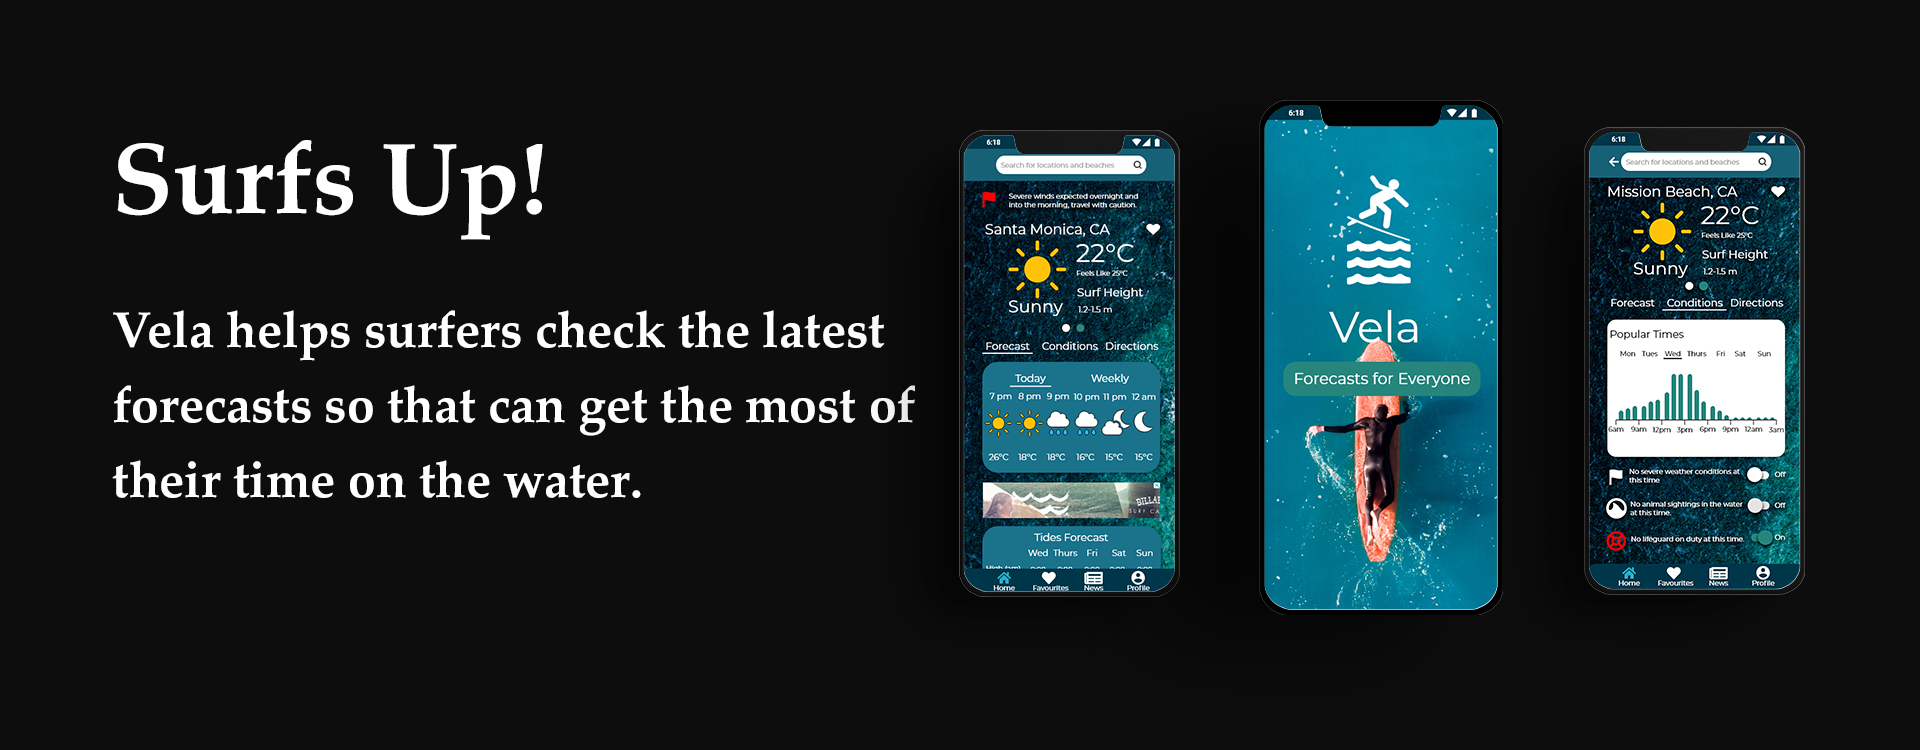 Surfs Up!
Vela helps surfers check the latest
forecasts so that can get the most of
their time on the water.
6:18
Search for locations and beaches
Severe winds expected overnight and
into the morning, travel with caution.
Santa Monica, CA
22°C
Feels Like 25°C
Surf Height
Sunny
1.2-1.5 m
Forecast Conditions Directions
Today Weekly
7 pm 8 pm 9 pm 10 pm 11 pm 12 am
26°C 18°C 18°C 16°C 15°C 15°C
SURF CA
Tides Forecast
Wed Thurs Fri Sat Sun
Home Favourites News Profile
6:18
Vela
Forecasts for Everyone
6:18
Search for locations and beaches
Mission Beach, CA
22°C
Feels Like 25°C
Surf Height
Sunny
1.2-1.5 m
Forecast Conditions Directions
Popular Times
Mon Tues Wed Thurs Fri Sat Sun
6am 9am 12pm 3pm 6pm 9pm 12am 3am
No severe weather conditions at
this time
Off
No animal sightings in the water
at this time.
Off
No lifeguard on duty at this time.
On
Home Favourites News Profile